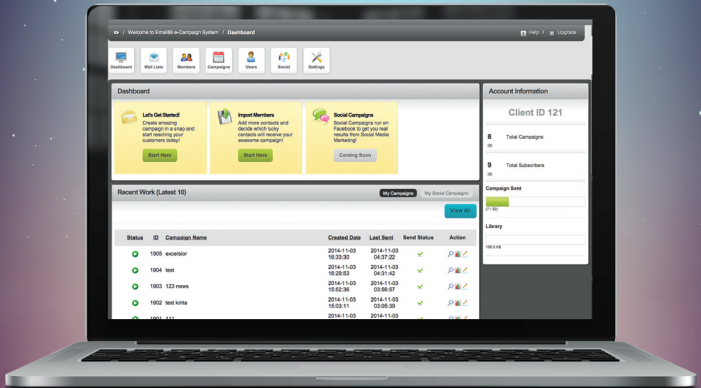 / Welcome to Email88 e-Campaign System / Dashboard
Help / Upgrade
Dashboard
Mail Lists
Members
Campaigns
Users
Social
Settings
Dashboard
Let's Get Started!
Create amazing
campaign in a snap and
start reaching your
customers today!
Start Here
Import Members
Add more contacts and
decide which lucky
contacts will receive your
awesome campaign!
Start Here
Social Campaigns
Social Campaigns run on
Facebook to get you real
results from Social Media
Marketing!
Coming Soon
Account Information
Client ID 121
8 Total Campaigns
9 Total Subscribers
Campaign Sent
Library
Recent Work (Latest 10)
My Campaigns
My Social Campaigns
View All
Status ID Campaign Name Created Date Last Sent Send Status Action
1905 excelsior 2014-11-03 16:33:30 2014-11-03 04:37:22
1904 test 2014-11-03 16:29:53 2014-11-03 04:31:42
1903 123 news 2014-11-03 15:52:36 2014-11-03 03:56:57
1902 test kinta 2014-11-03 15:03:11 2014-11-03 03:05:39
1901 111 2014-11-03 2014-11-03